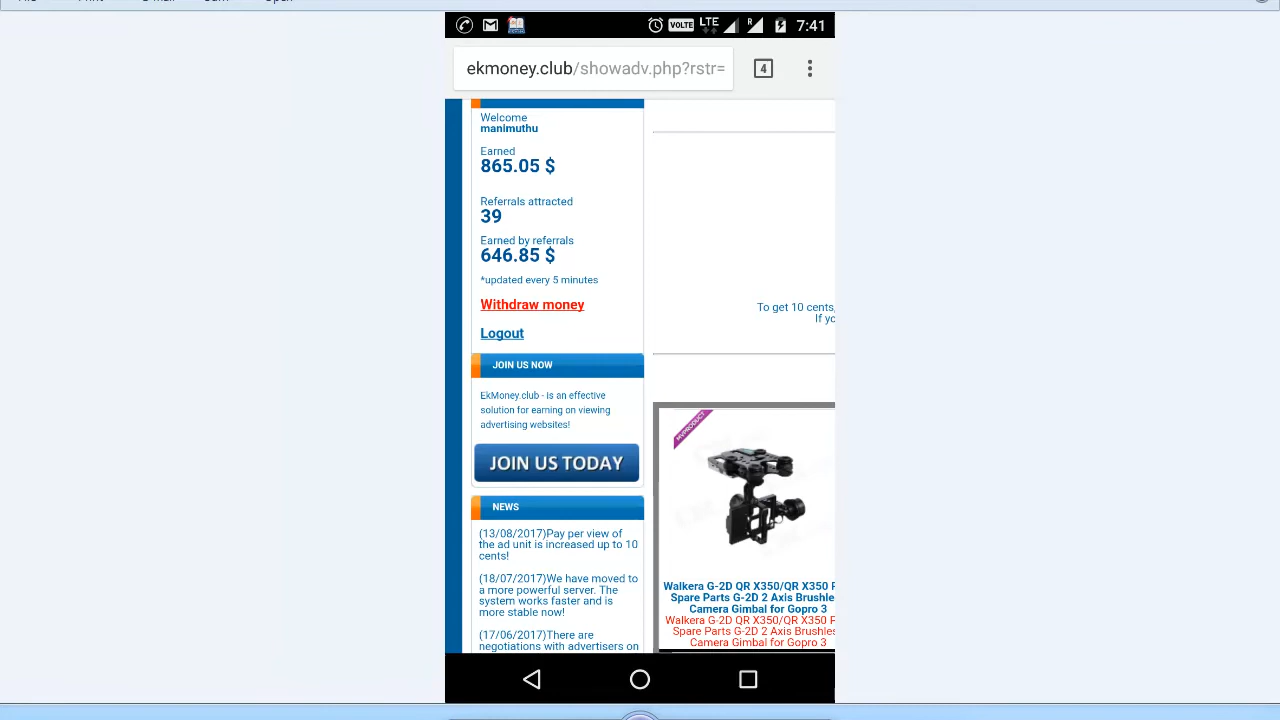 VOLTE LTE R 7:41
ekmoney.club/showadv.php?rstr=
4
Welcome
manimuthu
Earned
865.05 $
Referrals attracted
39
Earned by referrals
646.85 $
*updated every 5 minutes
Withdraw money
Logout
JOIN US NOW
EkMoney.club - is an effective
solution for earning on viewing
advertising websites!
JOIN US TODAY
NEWS
(13/08/2017)Pay per view of
the ad unit is increased up to 10
cents!
(18/07/2017)We have moved to
a more powerful server. The
system works faster and is
more stable now!
(17/06/2017)There are
negotiations with advertisers on
To get 10 cents,
If yo
MVPRODUCT
Walkera G-2D QR X350/QR X350 P
Spare Parts G-2D 2 Axis Brushle
Camera Gimbal for Gopro 3
Walkera G-2D QR X350/QR X350 P
Spare Parts G-2D 2 Axis Brushles
Camera Gimbal for Gopro 3